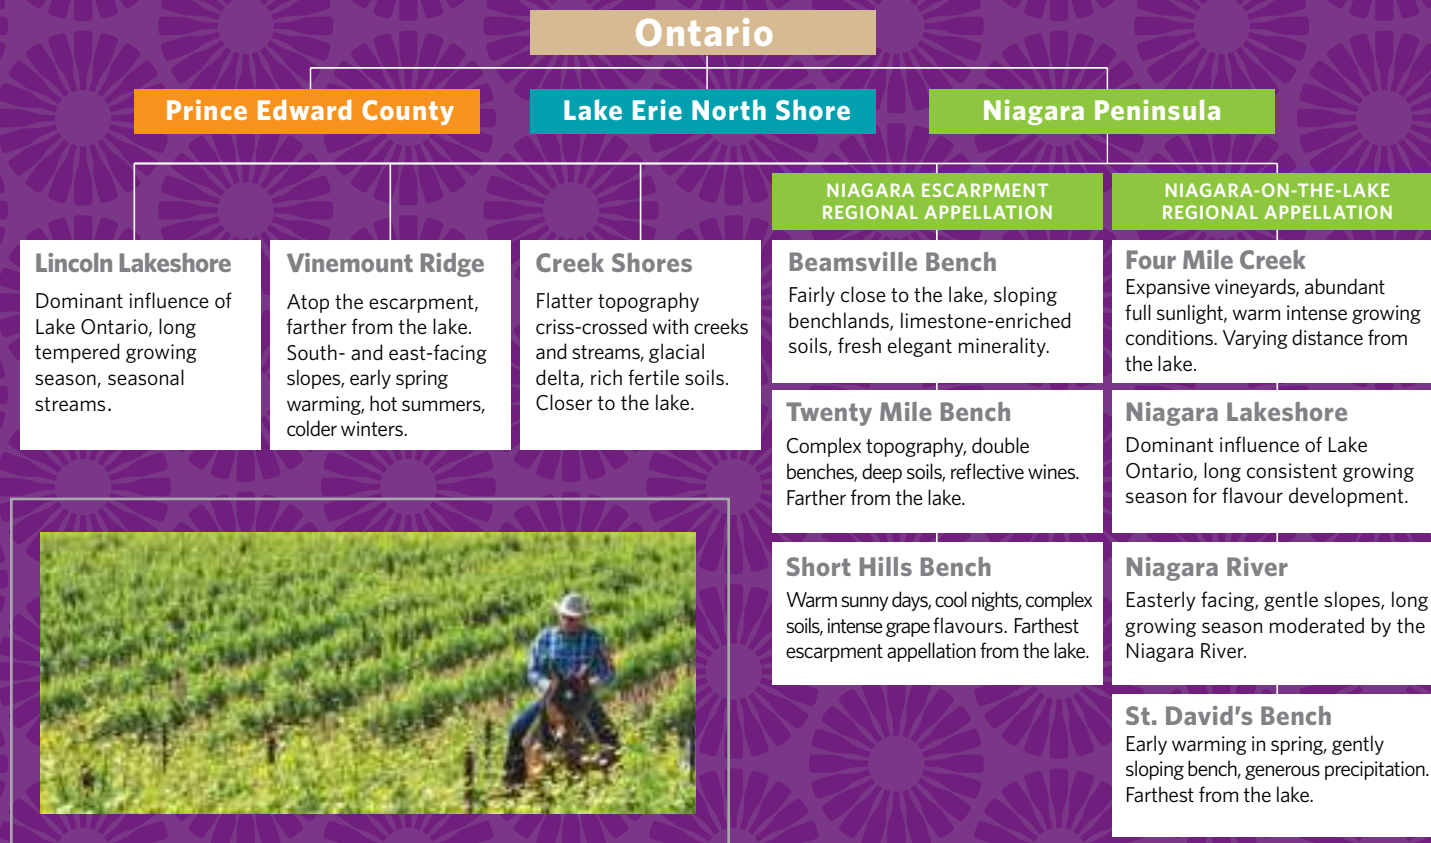 Ontario
Prince Edward County
Lake Erie North Shore
Niagara Peninsula
NIAGARA ESCARPMENT
REGIONAL APPELLATION
NIAGARA-ON-THE-LAKE
REGIONAL APPELLATION
Lincoln Lakeshore
Dominant influence of
Lake Ontario, long
tempered growing
season, seasonal
streams.
Vinemount Ridge
Atop the escarpment,
farther from the lake.
South- and east-facing
slopes, early spring
warming, hot summers,
colder winters.
Creek Shores
Flatter topography
criss-crossed with creeks
and streams, glacial
delta, rich fertile soils.
Closer to the lake.
Beamsville Bench
Fairly close to the lake, sloping
benchlands, limestone-enriched
soils, fresh elegant minerality.
Twenty Mile Bench
Complex topography, double
benches, deep soils, reflective wines.
Farther from the lake.
Short Hills Bench
Warm sunny days, cool nights, complex
soils, intense grape flavours. Farthest
escarpment appellation from the lake.
Four Mile Creek
Expansive vineyards, abundant
full sunlight, warm intense growing
conditions. Varying distance from
the lake.
Niagara Lakeshore
Dominant influence of Lake
Ontario, long consistent growing
season for flavour development.
Niagara River
Easterly facing, gentle slopes, long
growing season moderated by the
Niagara River.
St. David's Bench
Early warming in spring, gently
sloping bench, generous precipitation.
Farthest from the lake.